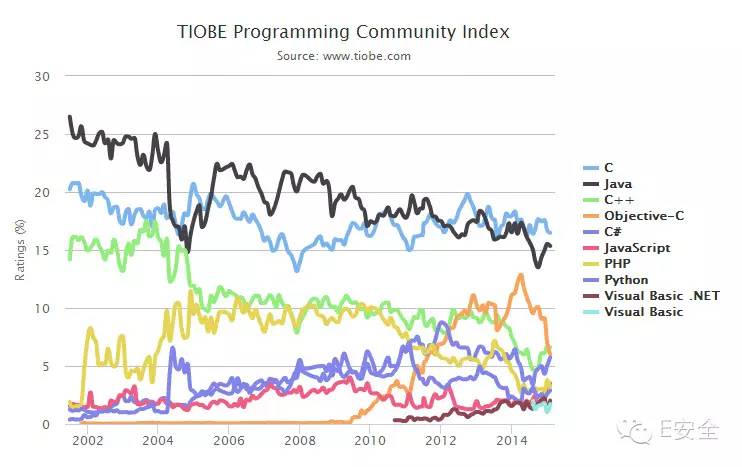 TIOBE Programming Community Index
Source: www.tiobe.com
30
25
20
15
10
5
0
Ratings (%)
2002
2004
2006
2008
2010
2012
2014
C
Java
C++
Objective-C
C#
JavaScript
PHP
Python
Visual Basic .NET
Visual Basic
E安全